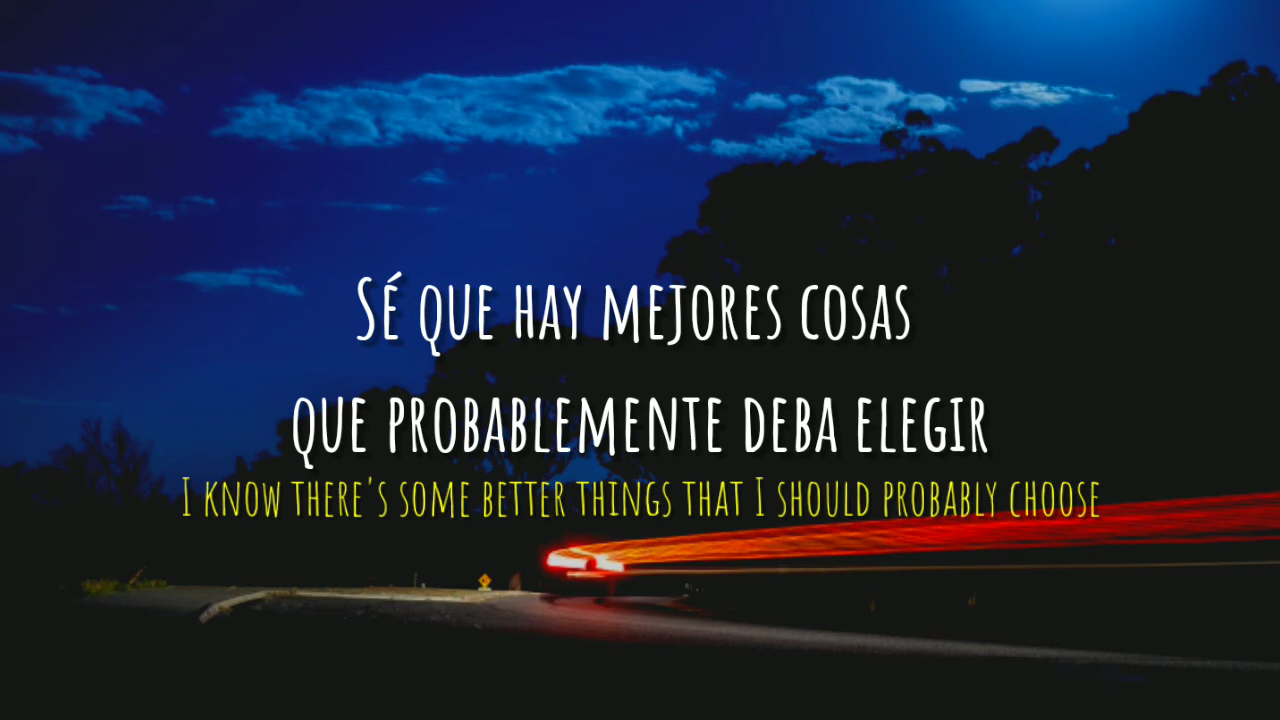 Sé que hay mejores cosas
que probablemente deba elegir
I know there's some better things that I should probably choose